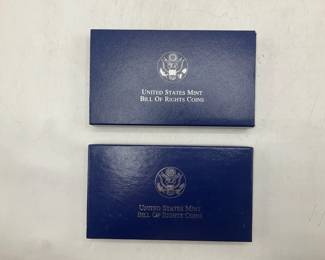 United States Mint
Bill Of Rights Coins
United States Mint
Bill Of Rights Coins